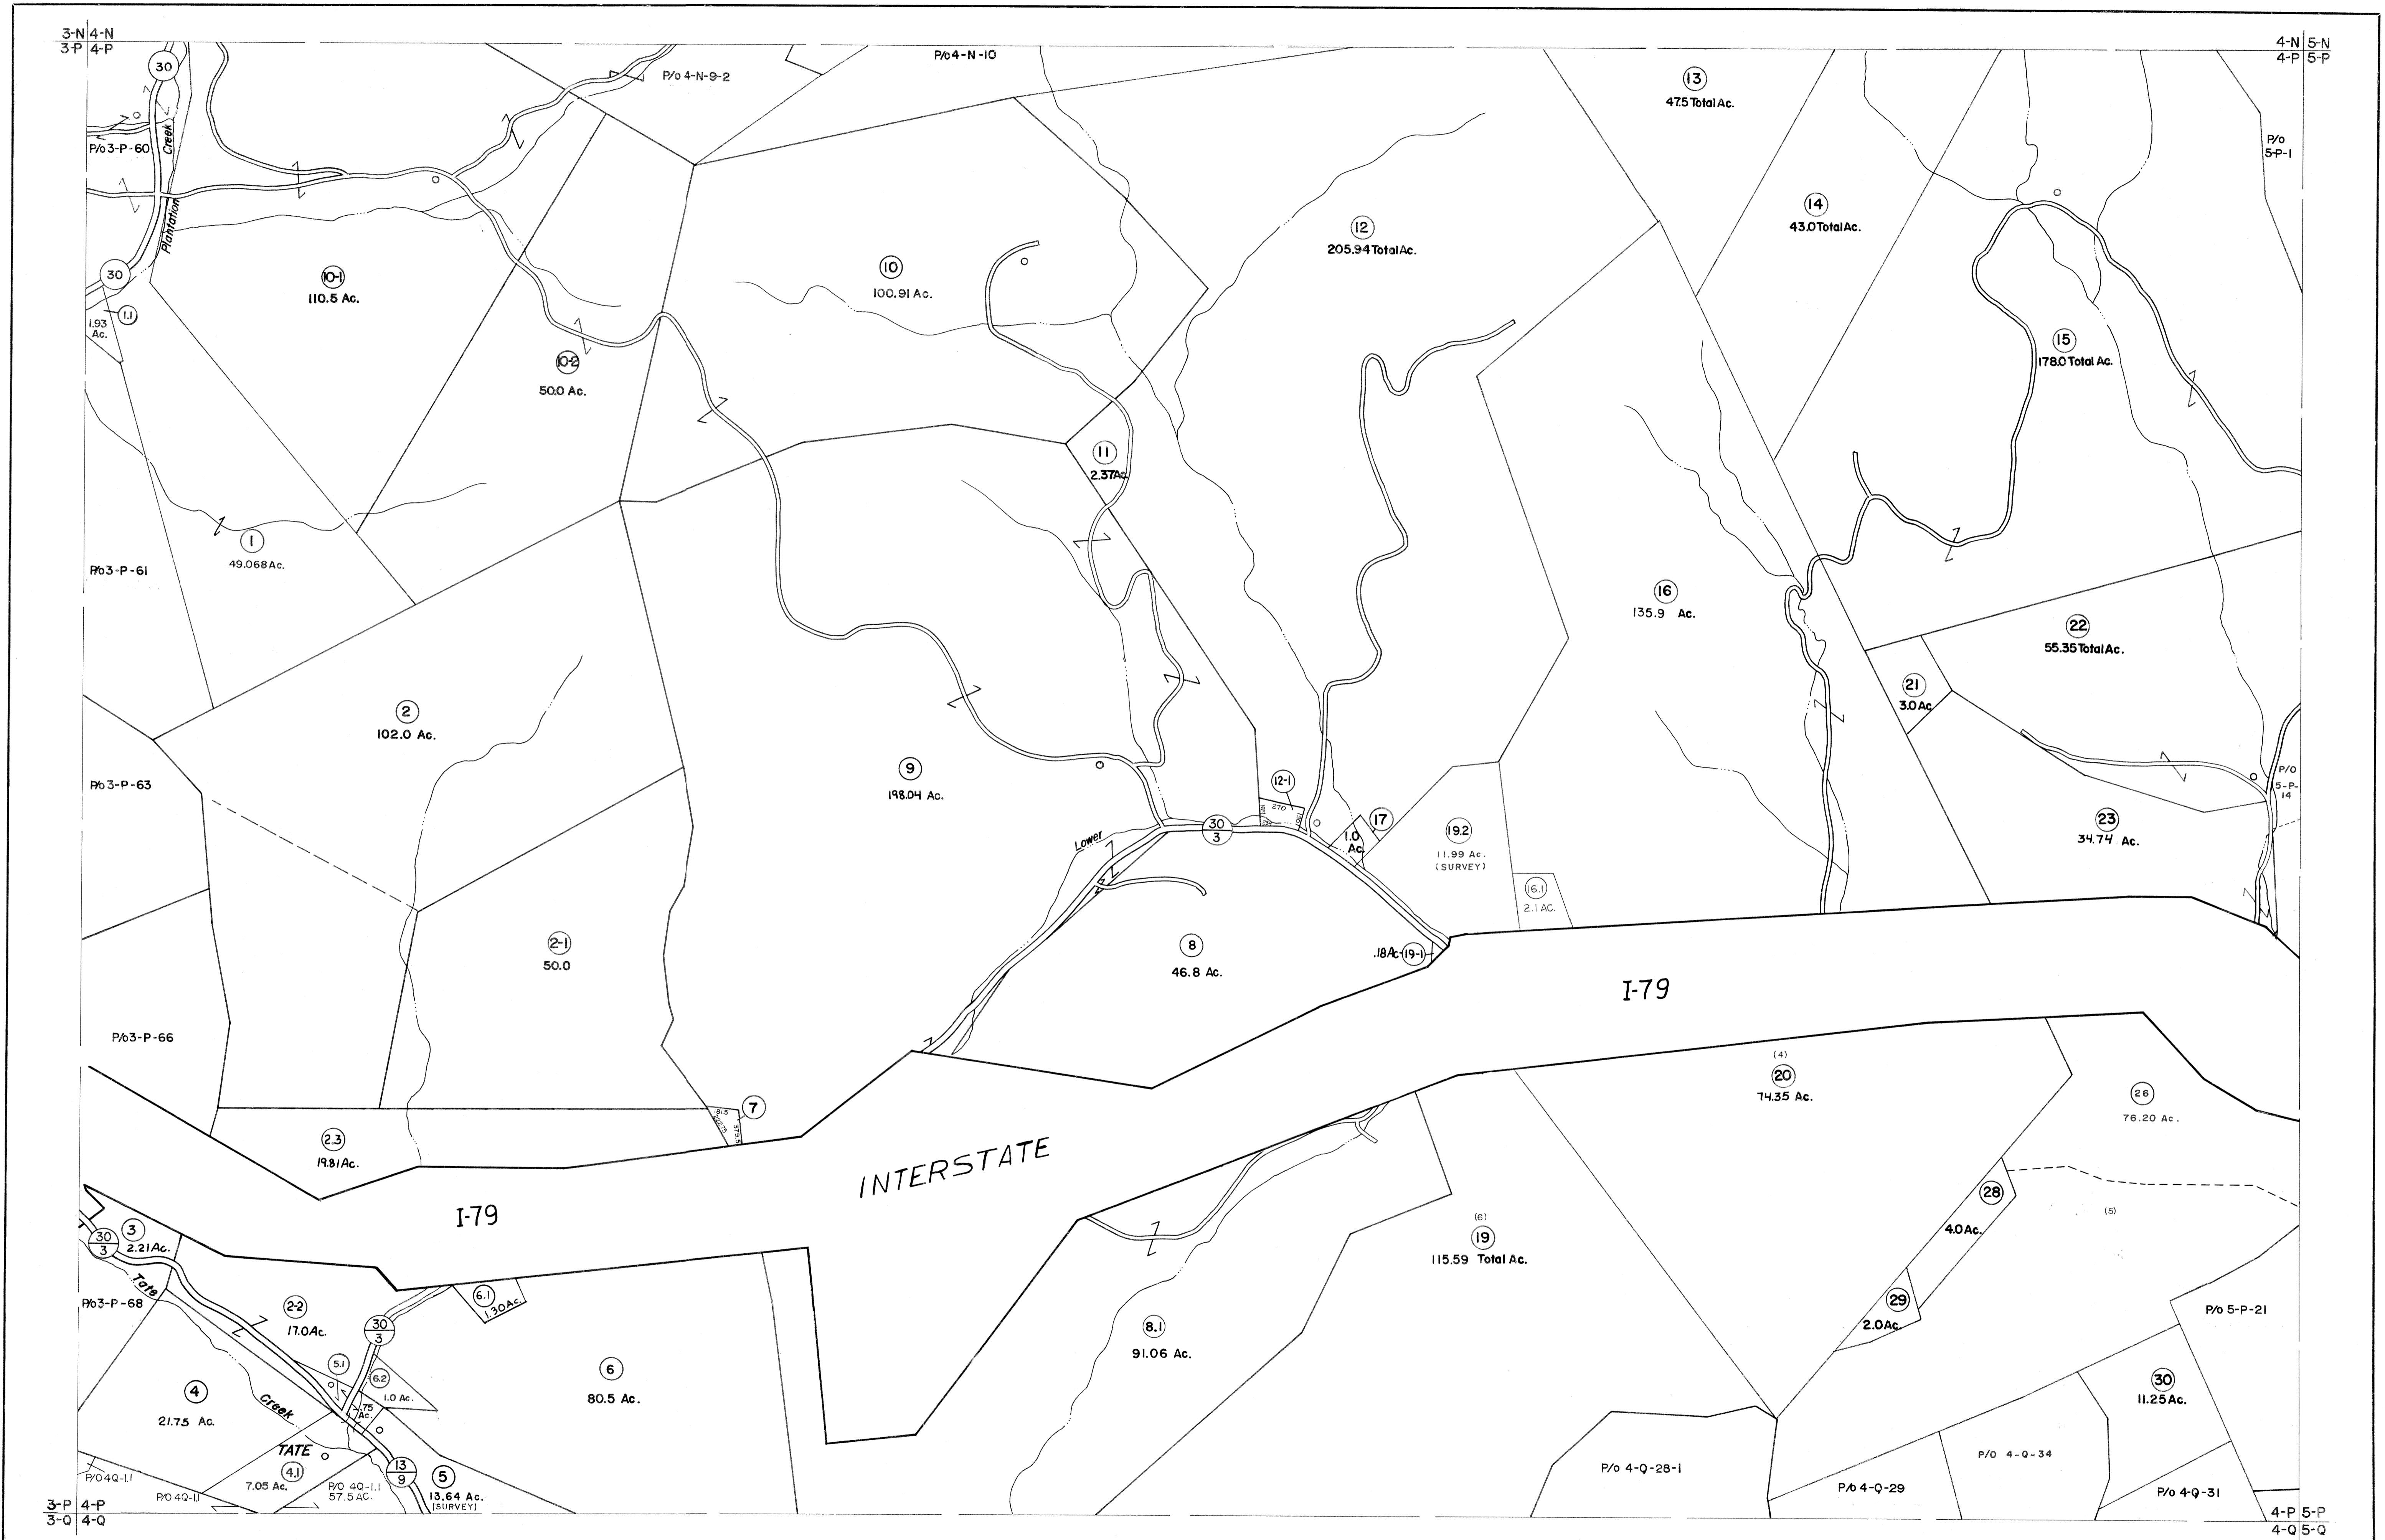 3-N 4-N
3-P 4-P
4-N 5-N
4-P 5-P
30
P/o 4-N-9-2
P/o 4-N-10
13
47.5 Total Ac.
P/o 3-P-60
Creek
Plantation
P/o
5-P-1
14
43.0 Total Ac.
12
205.94 Total Ac.
30
10-1
110.5 Ac.
10
100.91 Ac.
1.1
1.93
Ac.
15
178.0 Total Ac.
10-2
50.0 Ac.
11
2.37 Ac
1
49.068 Ac.
P/o 3-P-61
16
135.9 Ac.
22
55.35 Total Ac.
21
3.0 Ac
2
102.0 Ac.
9
198.04 Ac.
P/o 3-P-63
12-1
270
P/O
5-P-
14
30
3
17
1.0
Ac.
19.2
11.99 Ac.
(SURVEY)
23
34.74 Ac.
Lower
16.1
2.1 AC.
2-1
50.0
8
46.8 Ac.
.18 Ac-19-1
I-79
P/o 3-P-66
(4)
20
74.35 Ac.
26
76.20 Ac.
7
181.5
579.5
2.3
19.81 Ac.
INTERSTATE
I-79
28
4.0 Ac.
(5)
30
3
3
2.21 Ac.
(6)
19
115.59 Total Ac.
Tate
P/o 3-P-68
2-2
17.0 Ac.
6.1
1.30 Ac.
30
3
29
2.0 Ac.
P/o 5-P-21
8.1
91.06 Ac.
5.1
6.2
1.0 Ac.
.75
Ac.
6
80.5 Ac.
4
21.75 Ac.
Creek
30
11.25 Ac.
TATE
4.1
7.05 Ac.
P/O 4Q-1.1
P/O 4Q-1.1
P/O 4Q-1.1
57.5 AC.
13
9
5
13.64 Ac.
(SURVEY)
P/o 4-Q-28-1
P/o 4-Q-29
P/O 4-Q-34
P/o 4-Q-31
3-P 4-P
3-Q 4-Q
4-P 5-P
4-Q 5-Q